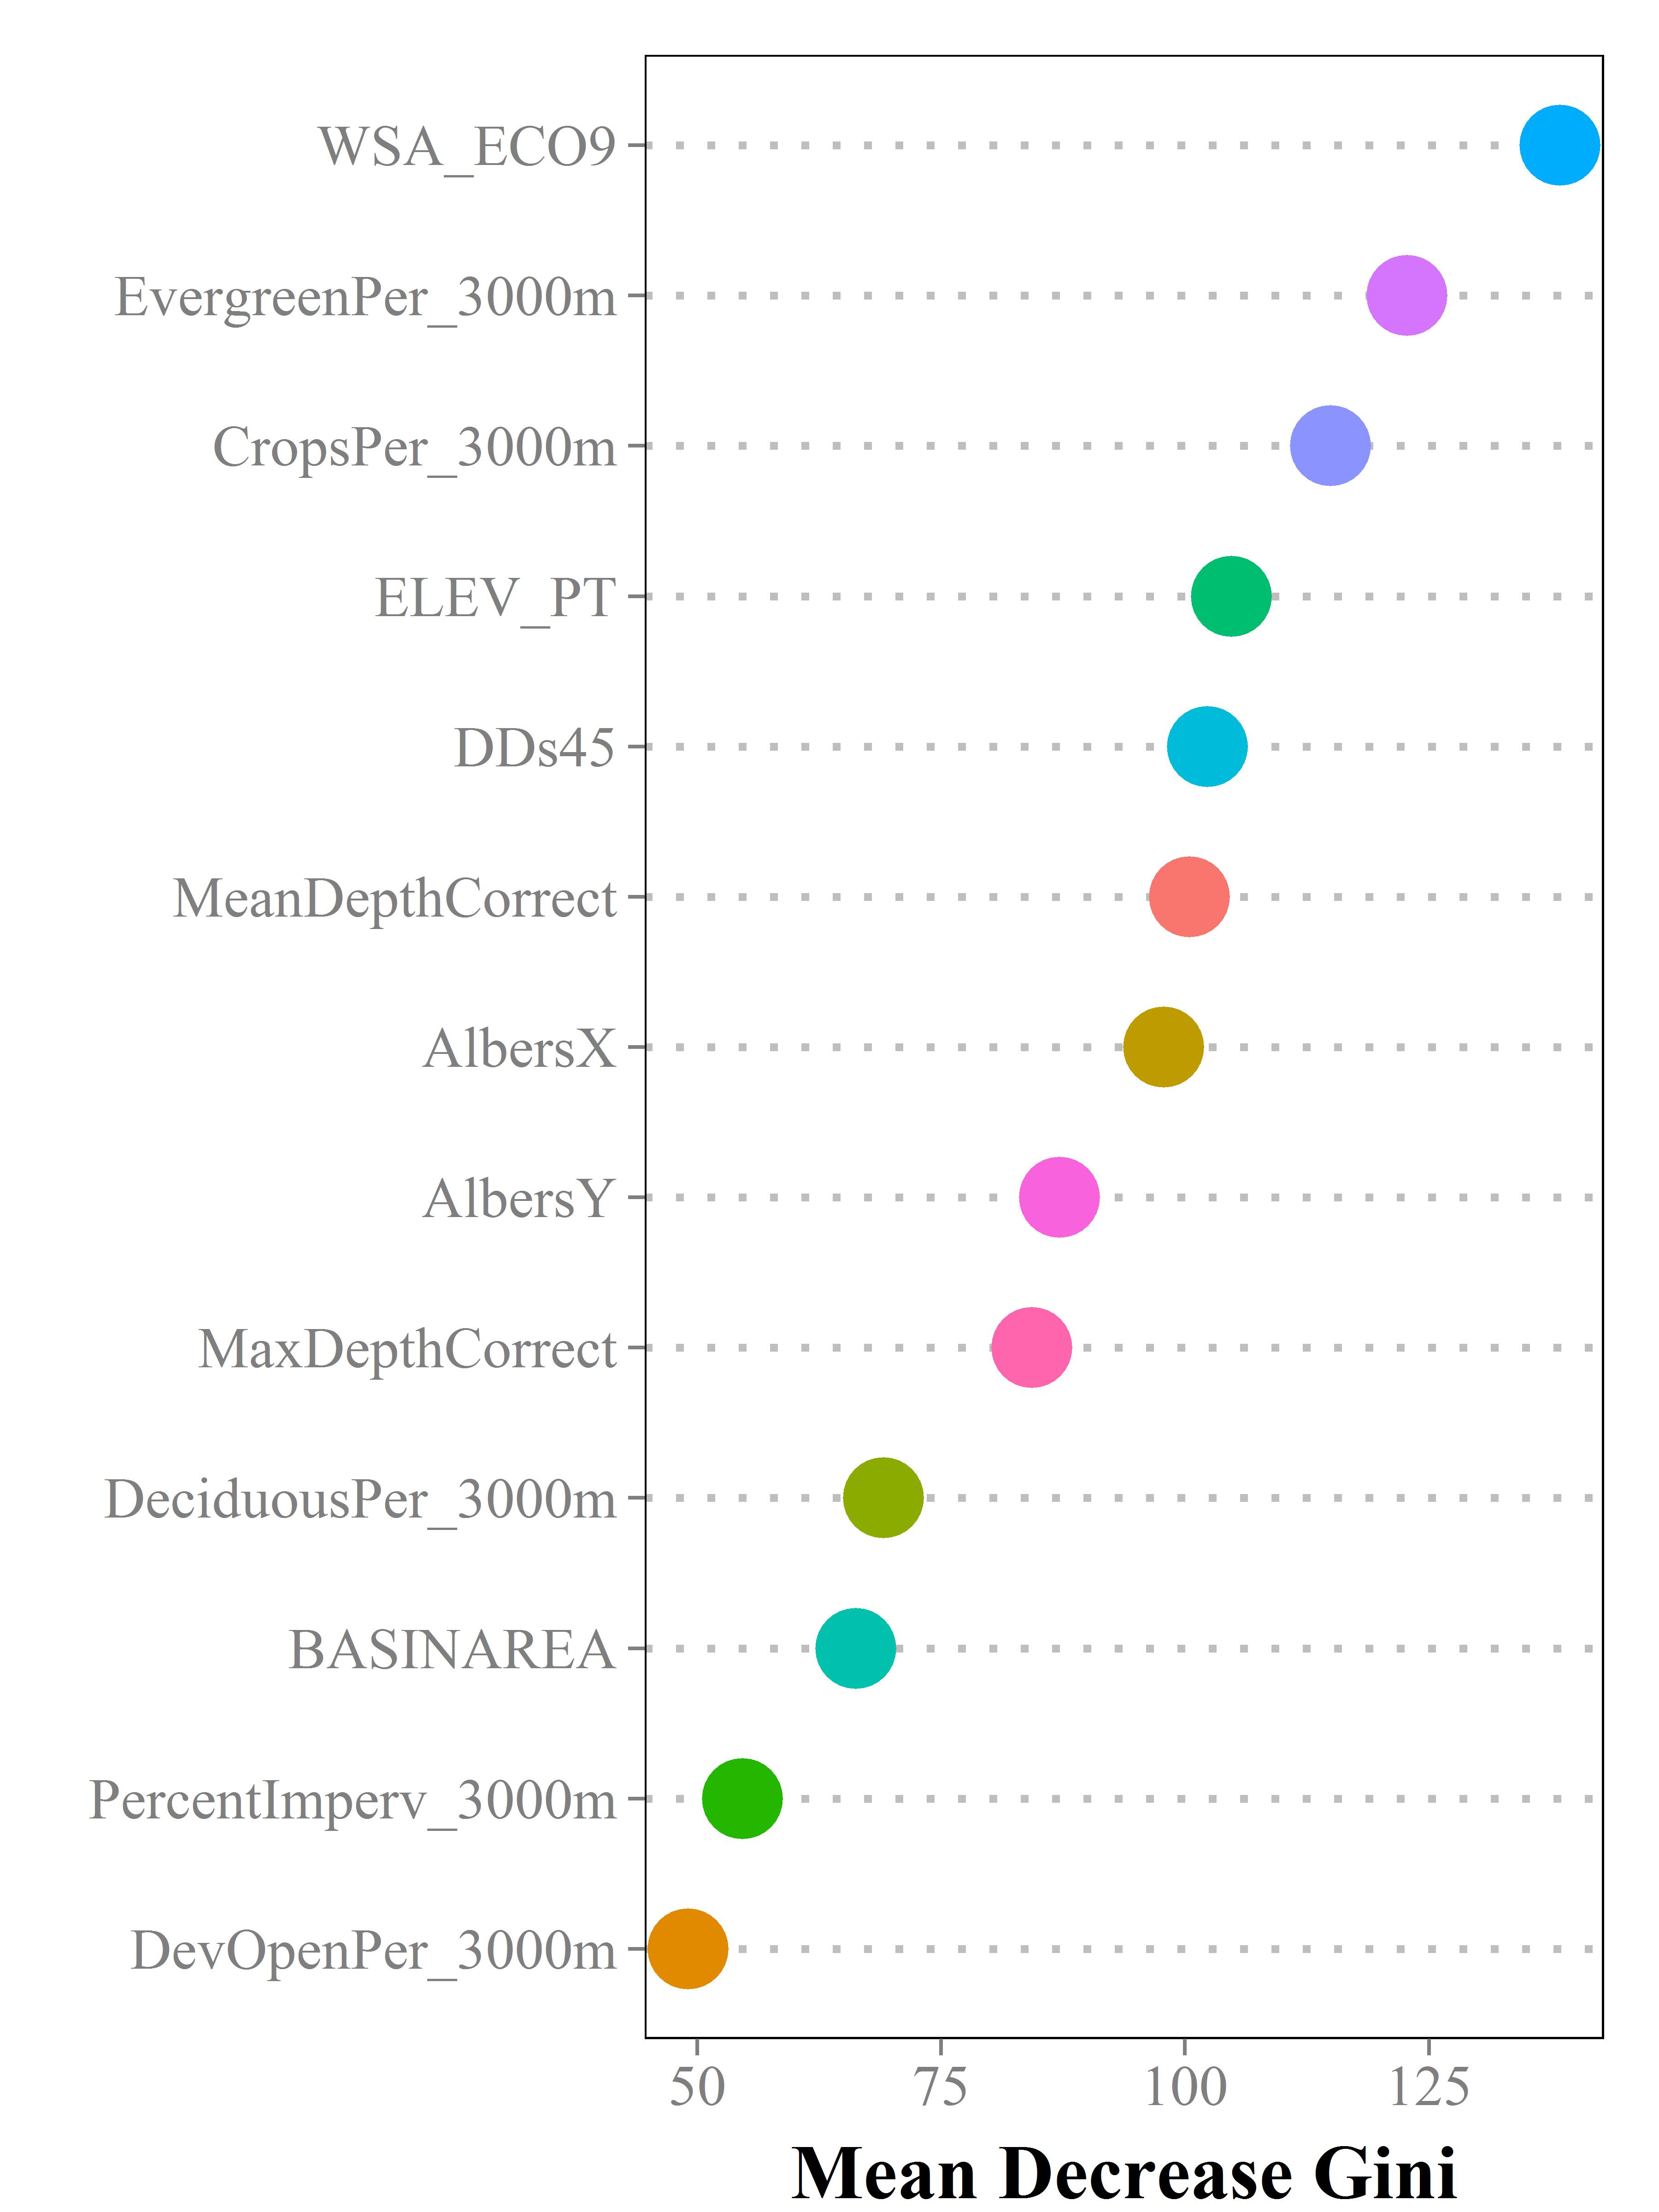 WSA_ECO9
EvergreenPer_3000m
CropsPer_3000m
ELEV_PT
DDs45
MeanDepthCorrect
AlbersX
AlbersY
MaxDepthCorrect
DeciduousPer_3000m
BASINAREA
PercentImperv_3000m
DevOpenPer_3000m
50 75 100 125
Mean Decrease Gini